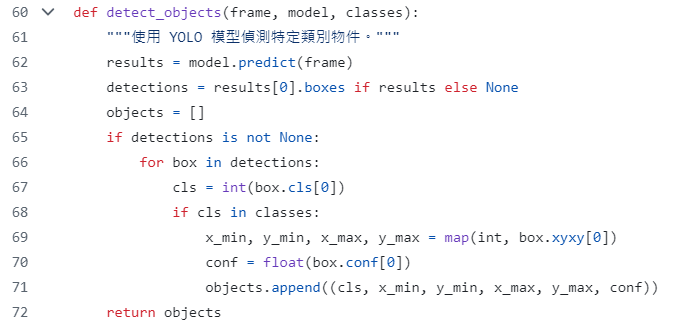 60 def detect_objects(frame, model, classes):
61     """使用 YOLO 模型偵測特定類別物件。"""
62     results = model.predict(frame)
63     detections = results[0].boxes if results else None
64     objects = []
65     if detections is not None:
66         for box in detections:
67             cls = int(box.cls[0])
68             if cls in classes:
69                 x_min, y_min, x_max, y_max = map(int, box.xyxy[0])
70                 conf = float(box.conf[0])
71                 objects.append((cls, x_min, y_min, x_max, y_max, conf))
72     return objects